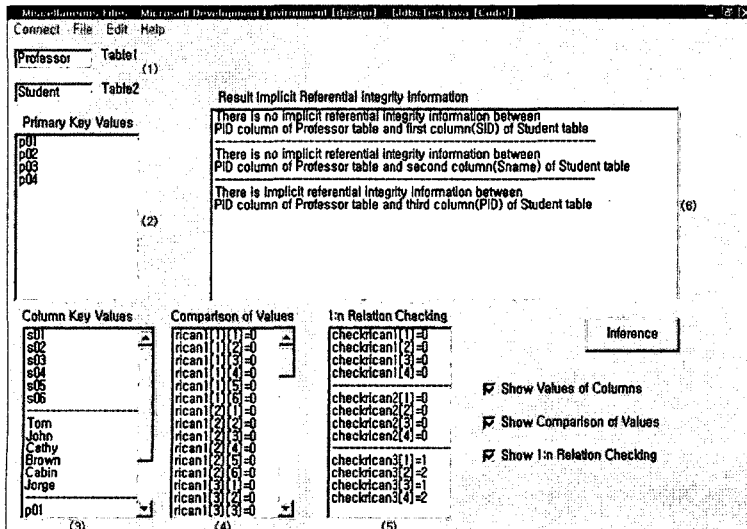 Miscellaneous Files - Microsoft Development Environment [design] - [JdbcTest.java [Code]]
Connect File Edit Help
Professor Table1
(1)
Student Table2
Primary Key Values
p01
p02
p03
p04
(2)
Result Implicit Referential Integrity Information
There is no implicit referential integrity information between
PID column of Professor table and first column(SID) of Student table
There is no implicit referential integrity information between
PID column of Professor table and second column(Sname) of Student table
There is Implicit referential integrity Information between
PID column of Professor table and third column(PID) of Student table
(6)
Column Key Values
s01
s02
s03
s04
s05
s06
Tom
John
Cathy
Brown
Cabin
Jorge
p01
(3)
Comparison of Values
rican1[1][1]=0
rican1[1][2]=0
rican1[1][3]=0
rican1[1][4]=0
rican1[1][5]=0
rican1[1][6]=0
rican1[2][1]=0
rican1[2][2]=0
rican1[2][3]=0
rican1[2][4]=0
rican1[2][5]=0
rican1[2][6]=0
rican1[3][1]=0
rican1[3][2]=0
rican1[3][3]=0
(4)
1:n Relation Checking
checkrican1[1]=0
checkrican1[2]=0
checkrican1[3]=0
checkrican1[4]=0
checkrican2[1]=0
checkrican2[2]=0
checkrican2[3]=0
checkrican2[4]=0
checkrican3[1]=1
checkrican3[2]=2
checkrican3[3]=1
checkrican3[4]=2
(5)
Inference
Show Values of Columns
Show Comparison of Values
Show 1:n Relation Checking